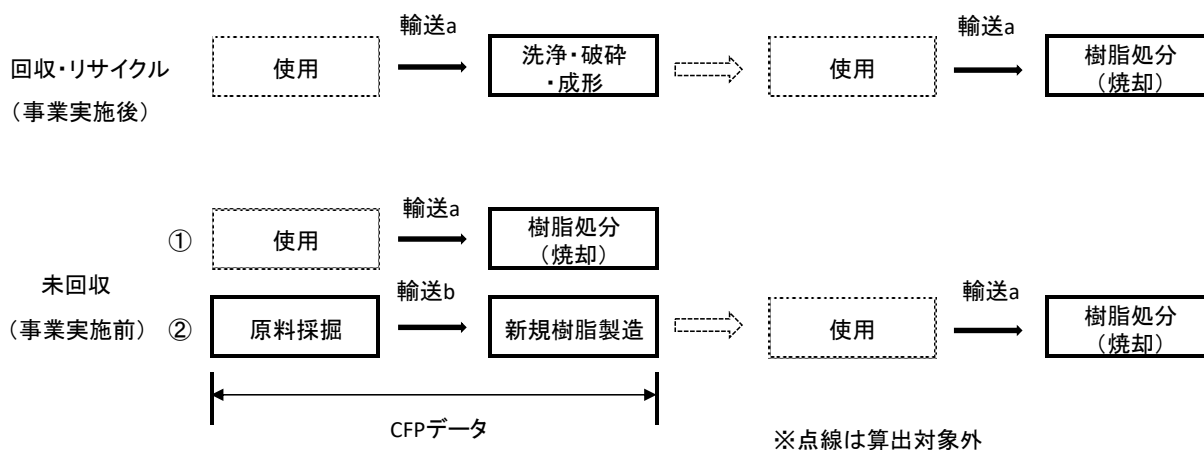 輸送a
輸送a
回収・リサイクル
(事業実施後)
使用
洗浄・破砕
・成形
使用
樹脂処分
(焼却)
輸送a
①
使用
樹脂処分
(焼却)
未回収
(事業実施前)
輸送b
輸送a
②
原料採掘
新規樹脂製造
使用
樹脂処分
(焼却)
CFPデータ
※点線は算出対象外